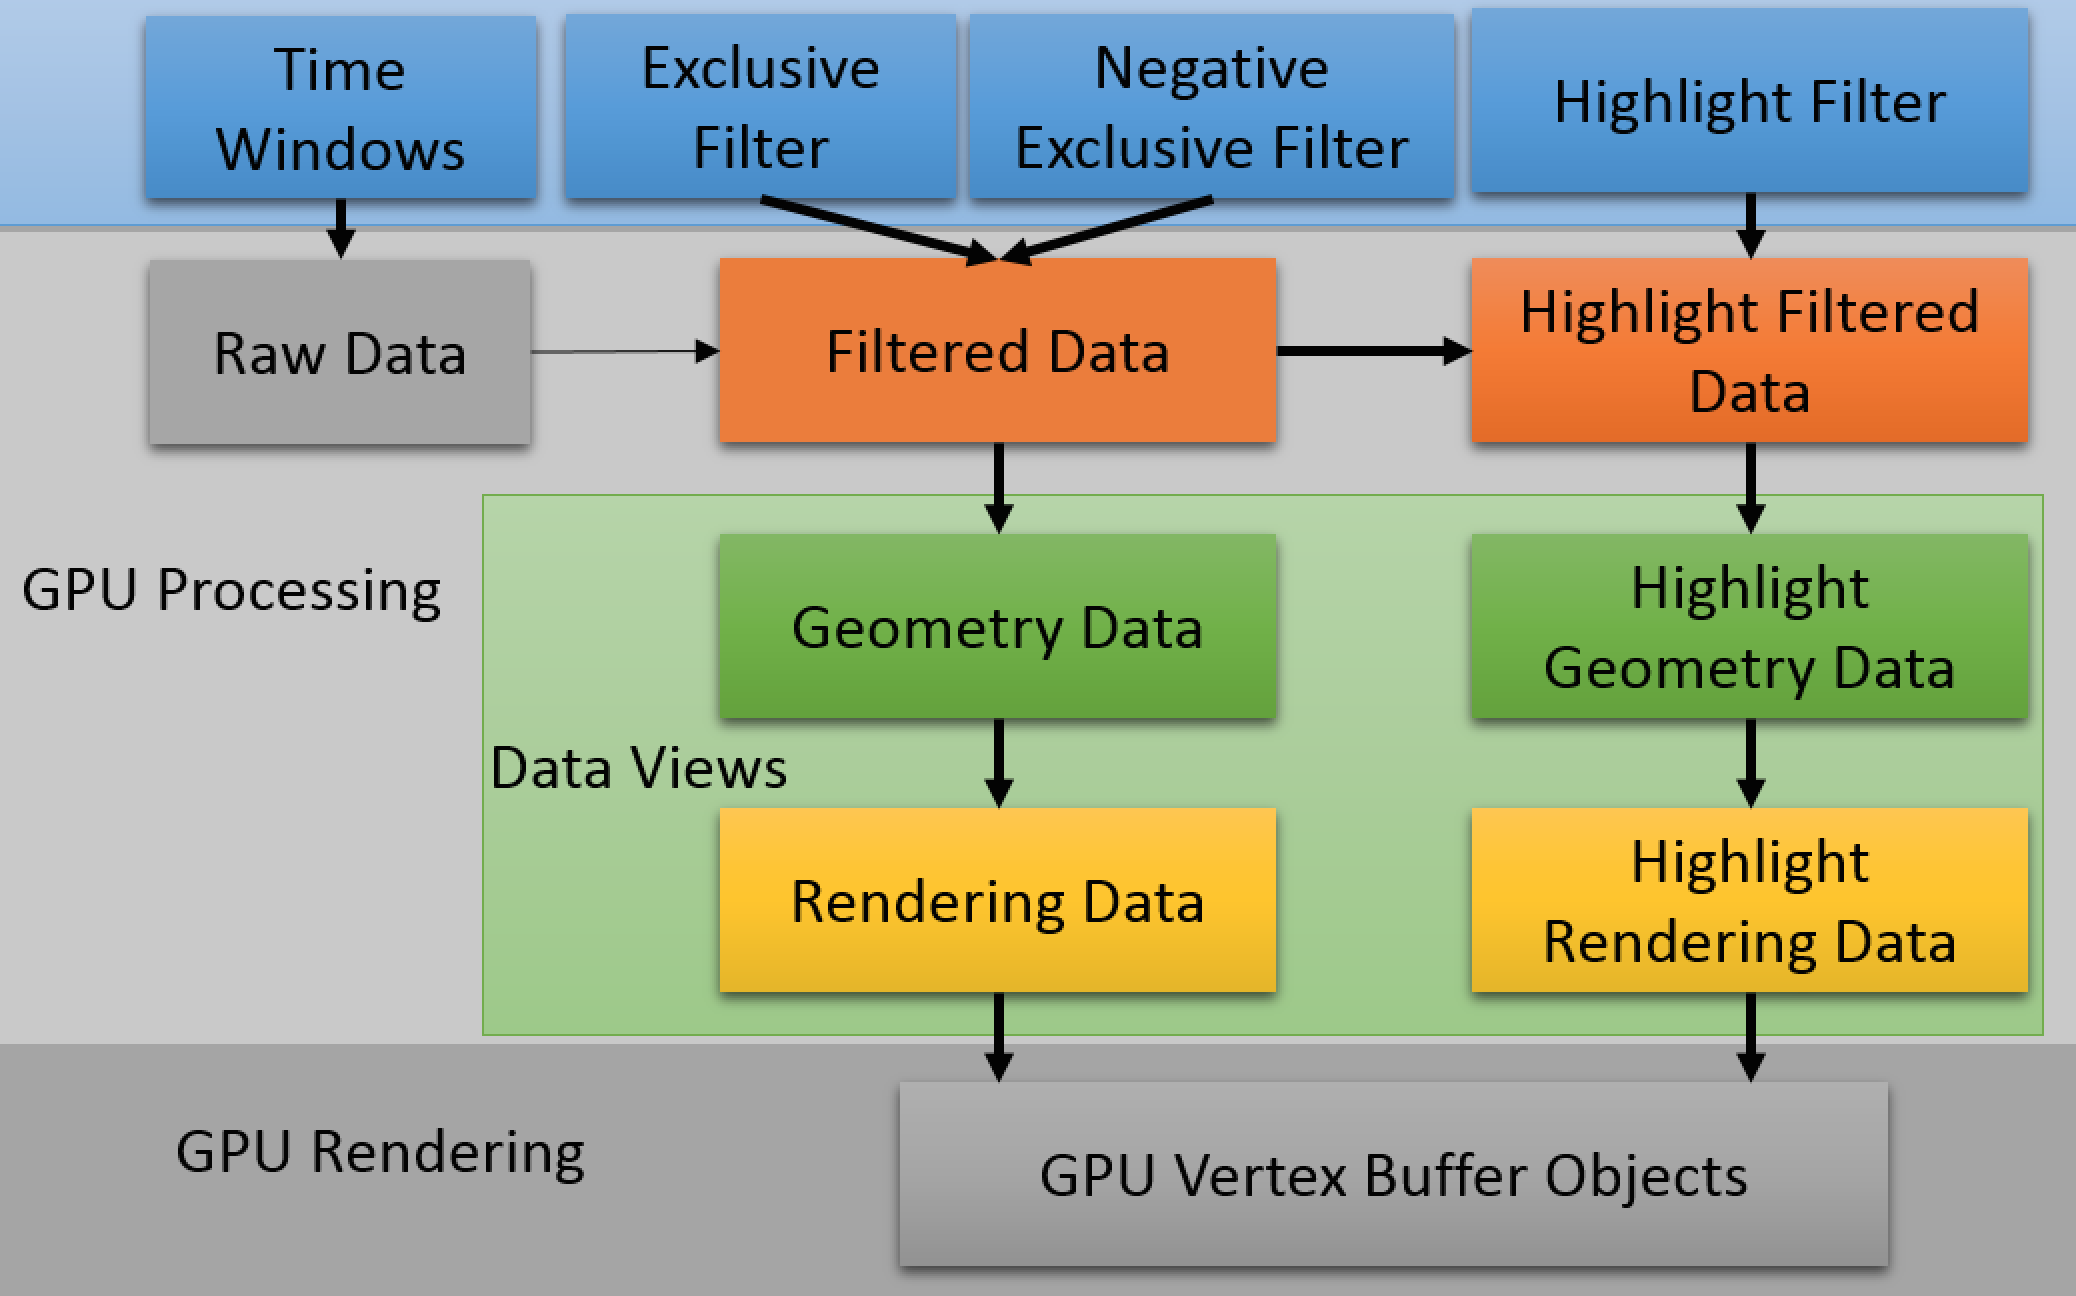 Time
Windows
Exclusive
Filter
Negative
Exclusive Filter
Highlight Filter
Raw Data
Filtered Data
Highlight Filtered
Data
GPU Processing
Geometry Data
Highlight
Geometry Data
Data Views
Rendering Data
Highlight
Rendering Data
GPU Rendering
GPU Vertex Buffer Objects